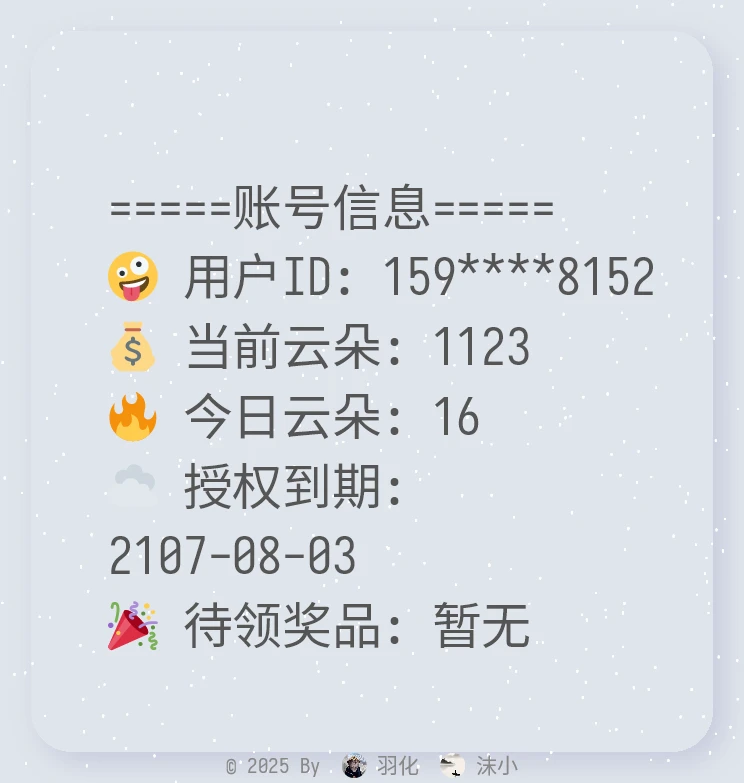 =====账号信息=====
🤪 用户ID: 159****8152
💰 当前云朵: 1123
🔥 今日云朵: 16
☁️ 授权到期:
2107-08-03
🎉 待领奖品: 暂无
© 2025 By 羽化 沫小